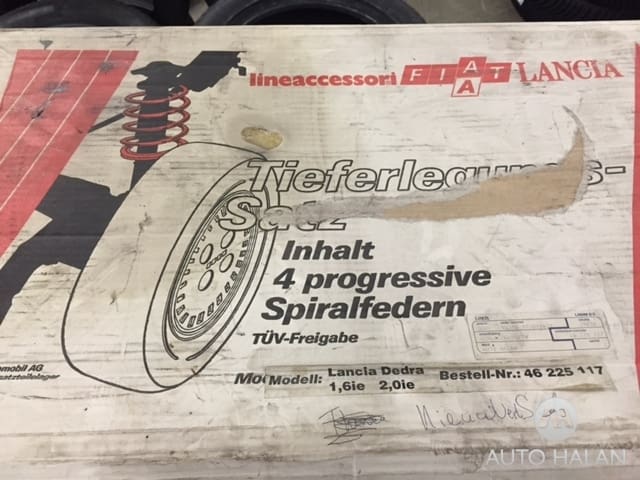 lineaccessori FIAT LANCIA
Tieferlegungs-
Satz
Inhalt
4 progressive
Spiralfedern
TÜV-Freigabe
Modell: Lancia Dedra Bestell-Nr.: 46 225 117
1,6ie 2,0ie
AUTO HALAN